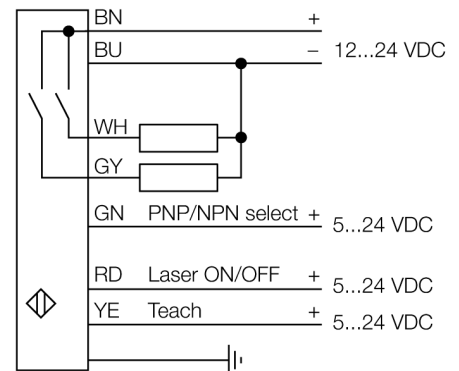 BN +
BU – 12...24 VDC
WH
GY
GN PNP/NPN select + 5...24 VDC
RD Laser ON/OFF + 5...24 VDC
YE Teach + 5...24 VDC